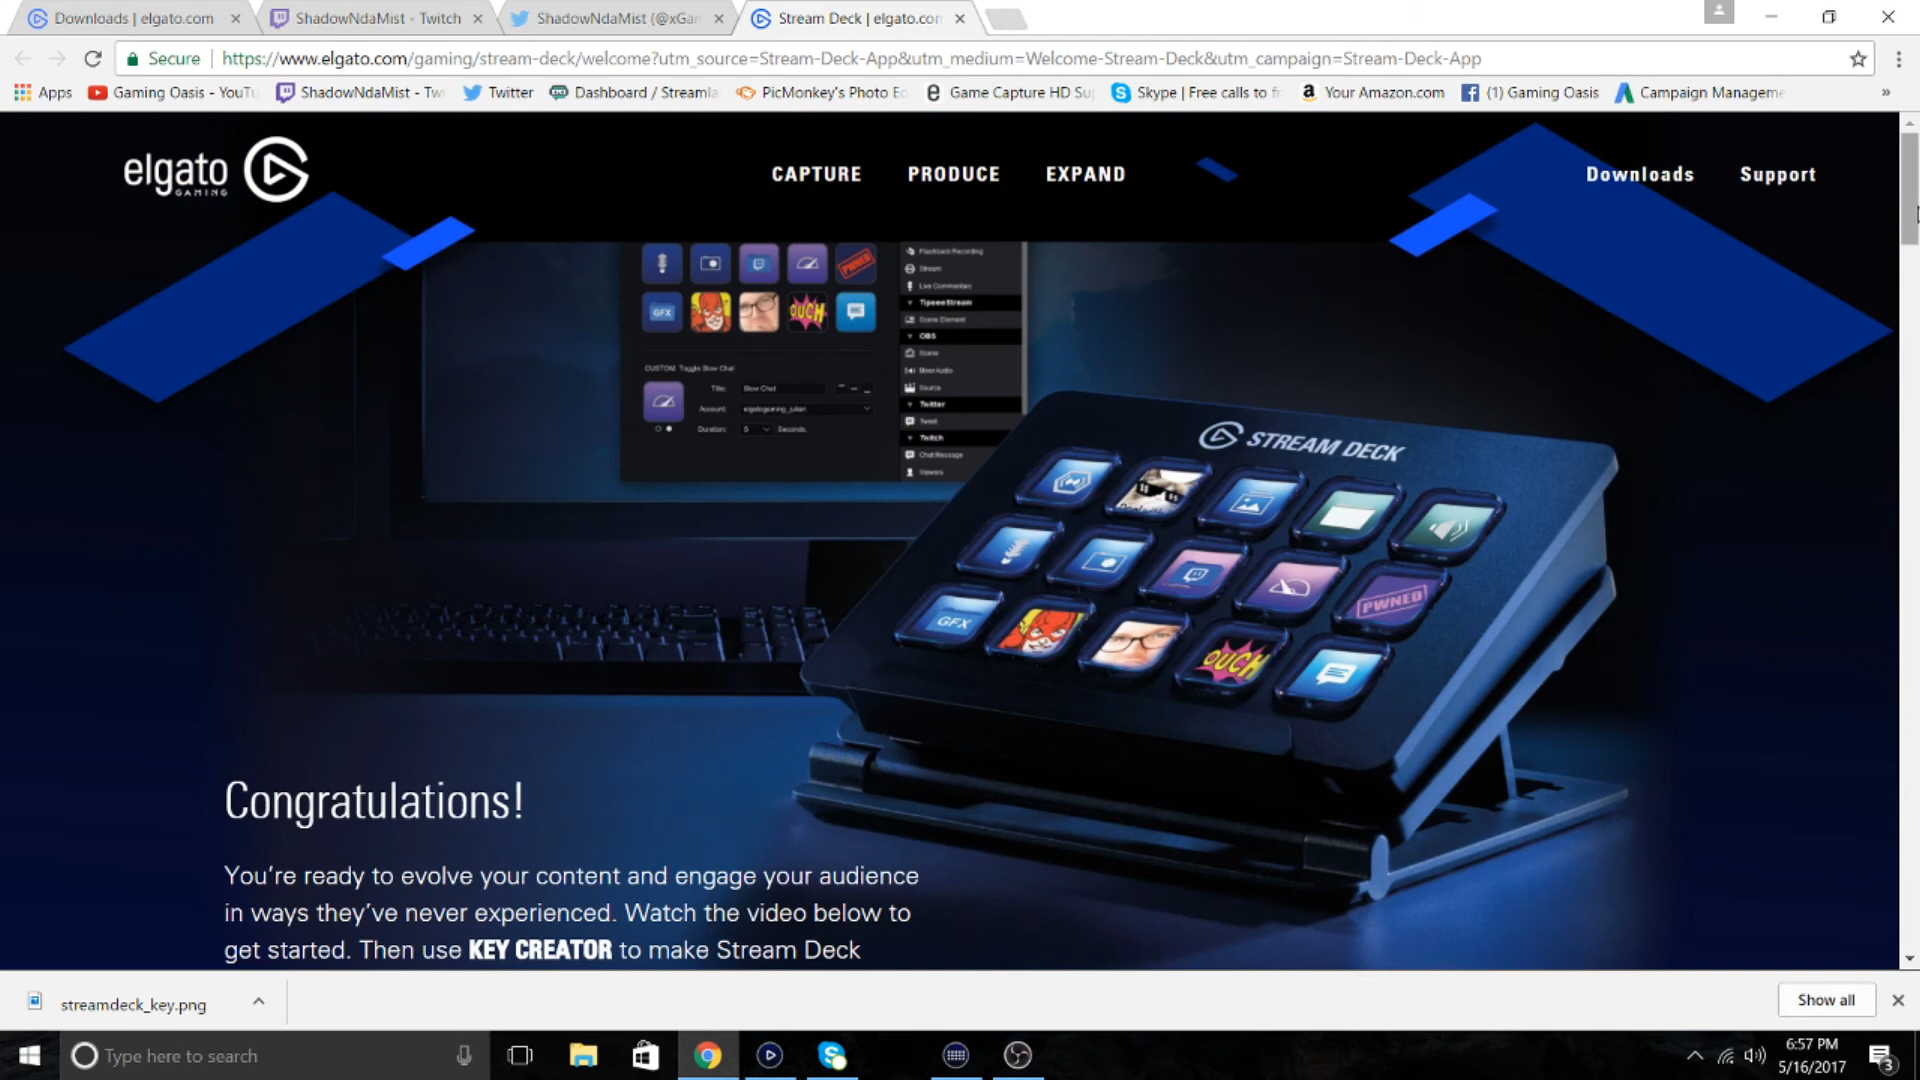 Downloads | elgato.com
ShadowNdaMist - Twitch
ShadowNdaMist (@xGam
Stream Deck | elgato.com
Secure
https://www.elgato.com/gaming/stream-deck/welcome?utm_source=Stream-Deck-App&utm_medium=Welcome-Stream-Deck&utm_campaign=Stream-Deck-App
Apps
Gaming Oasis - YouTu
ShadowNdaMist - Tw
Twitter
Dashboard / Streamla
PicMonkey's Photo Ed
Game Capture HD Su
Skype | Free calls to f
Your Amazon.com
(1) Gaming Oasis
Campaign Manageme
elgato
GAMING
CAPTURE
PRODUCE
EXPAND
Downloads
Support
PWNED
GFX
OUCH
CUSTOM Toggle Slow Chat
Title:
Slow Chat
Account:
elgatogaming_julian
Duration:
5
Seconds.
Flashback Recording
Stream
Live Commentary
TipeeeStream
Scene Element
OBS
Scene
Mixer Audio
Source
Twitter
Tweet
Twitch
Chat Message
Viewers
STREAM DECK
PWNED
GFX
OUCH
Congratulations!
You're ready to evolve your content and engage your audience
in ways they've never experienced. Watch the video below to
get started. Then use KEY CREATOR to make Stream Deck
streamdeck_key.png
Show all
Type here to search
6:57 PM
5/16/2017
3